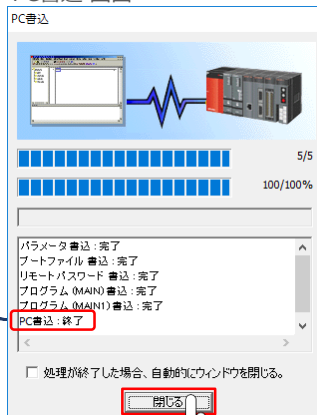 PC書込
5/5
100/100%
パラメータ書込:完了
ブートファイル 書込:完了
リモートパスワード 書込:完了
プログラム (MAIN) 書込:完了
プログラム (MAIN1) 書込:完了
PC書込:終了
処理が終了した場合、自動的にウィンドウを閉じる。
閉じる